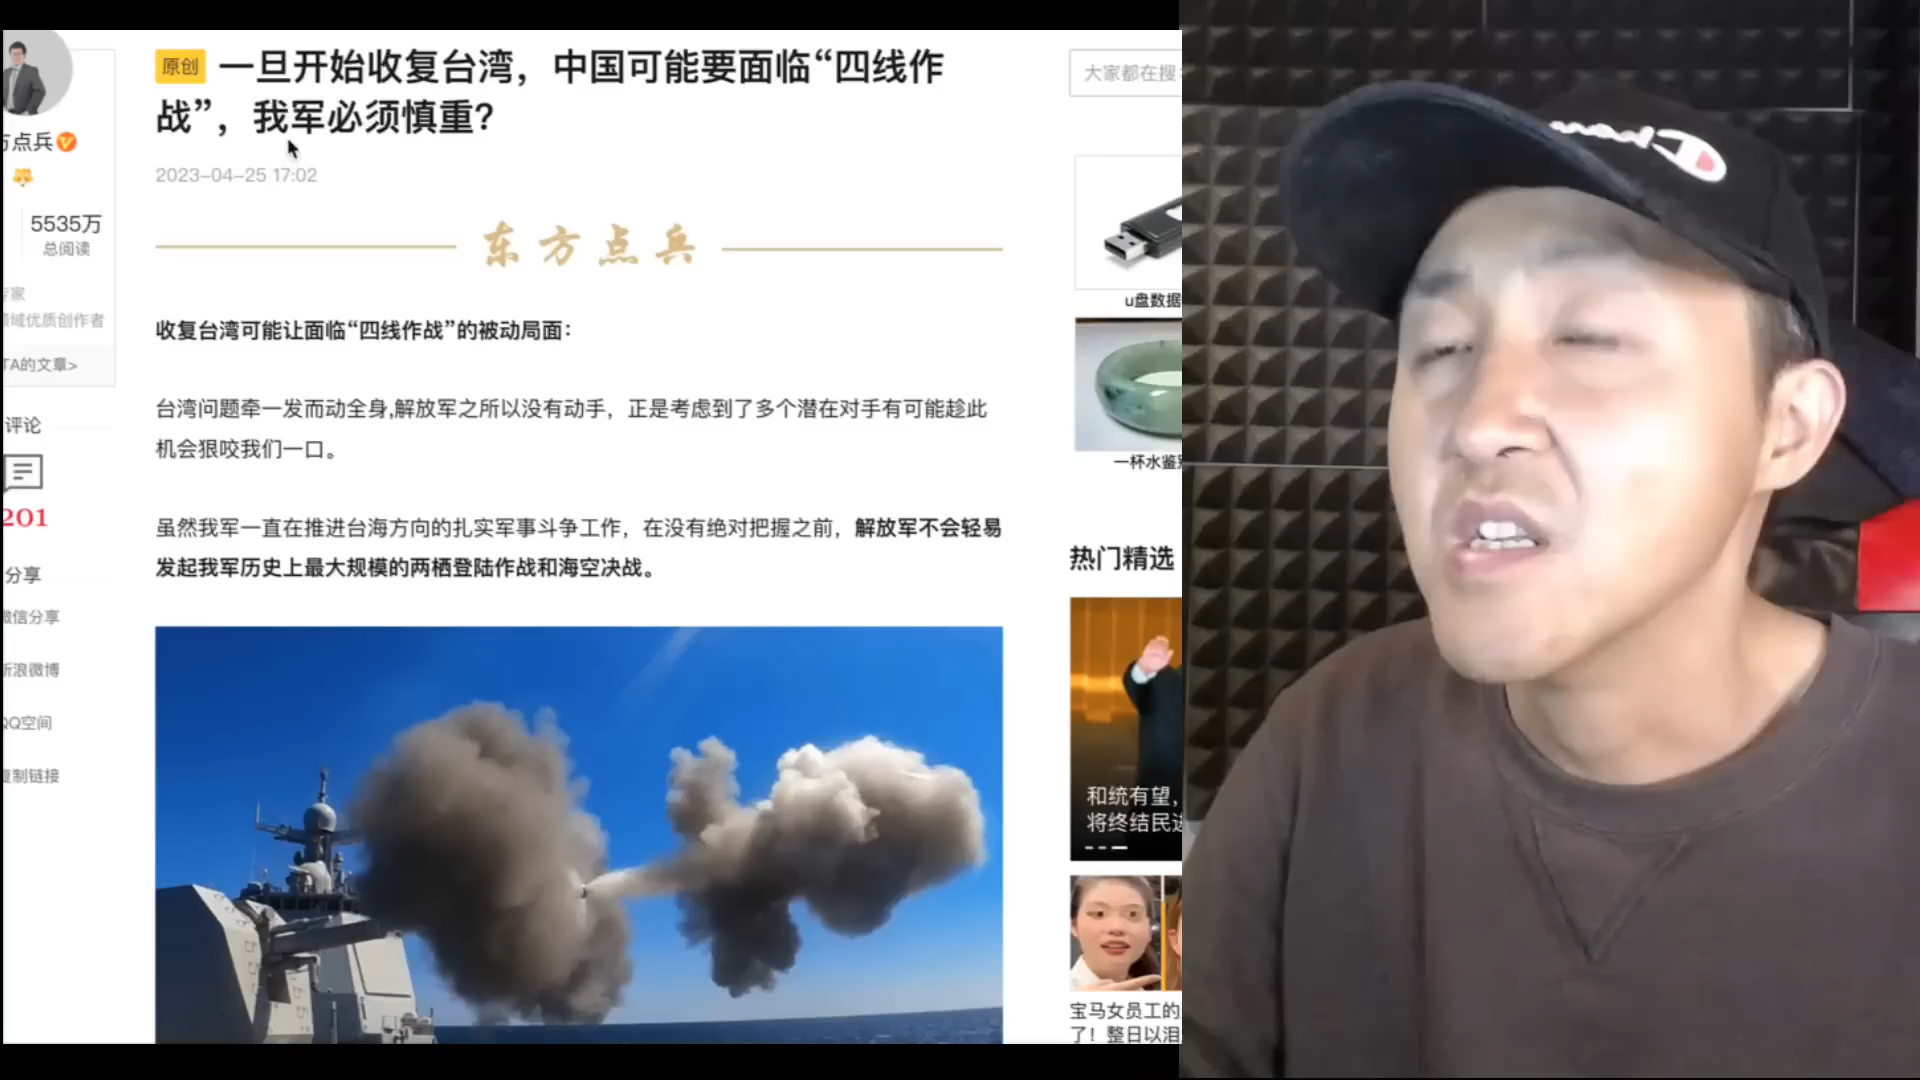 原创 一旦开始收复台湾，中国可能要面临“四线作
战”，我军必须慎重？
2023-04-25 17:02
东方点兵
收复台湾可能让面临“四线作战”的被动局面：
台湾问题牵一发而动全身,解放军之所以没有动手，正是考虑到了多个潜在对手有可能趁此
机会狠咬我们一口。
虽然我军一直在推进台海方向的扎实军事斗争工作，在没有绝对把握之前，解放军不会轻易
发起我军历史上最大规模的两栖登陆作战和海空决战。
方点兵
5535万
总阅读
专家
领域优质创作者
TA的文章>
评论
201
分享
微信分享
新浪微博
QQ空间
复制链接
大家都在搜：
u盘数据
一杯水鉴别
热门精选
和统有望，
将终结民进
宝马女员工的
了！整日以泪
Champion